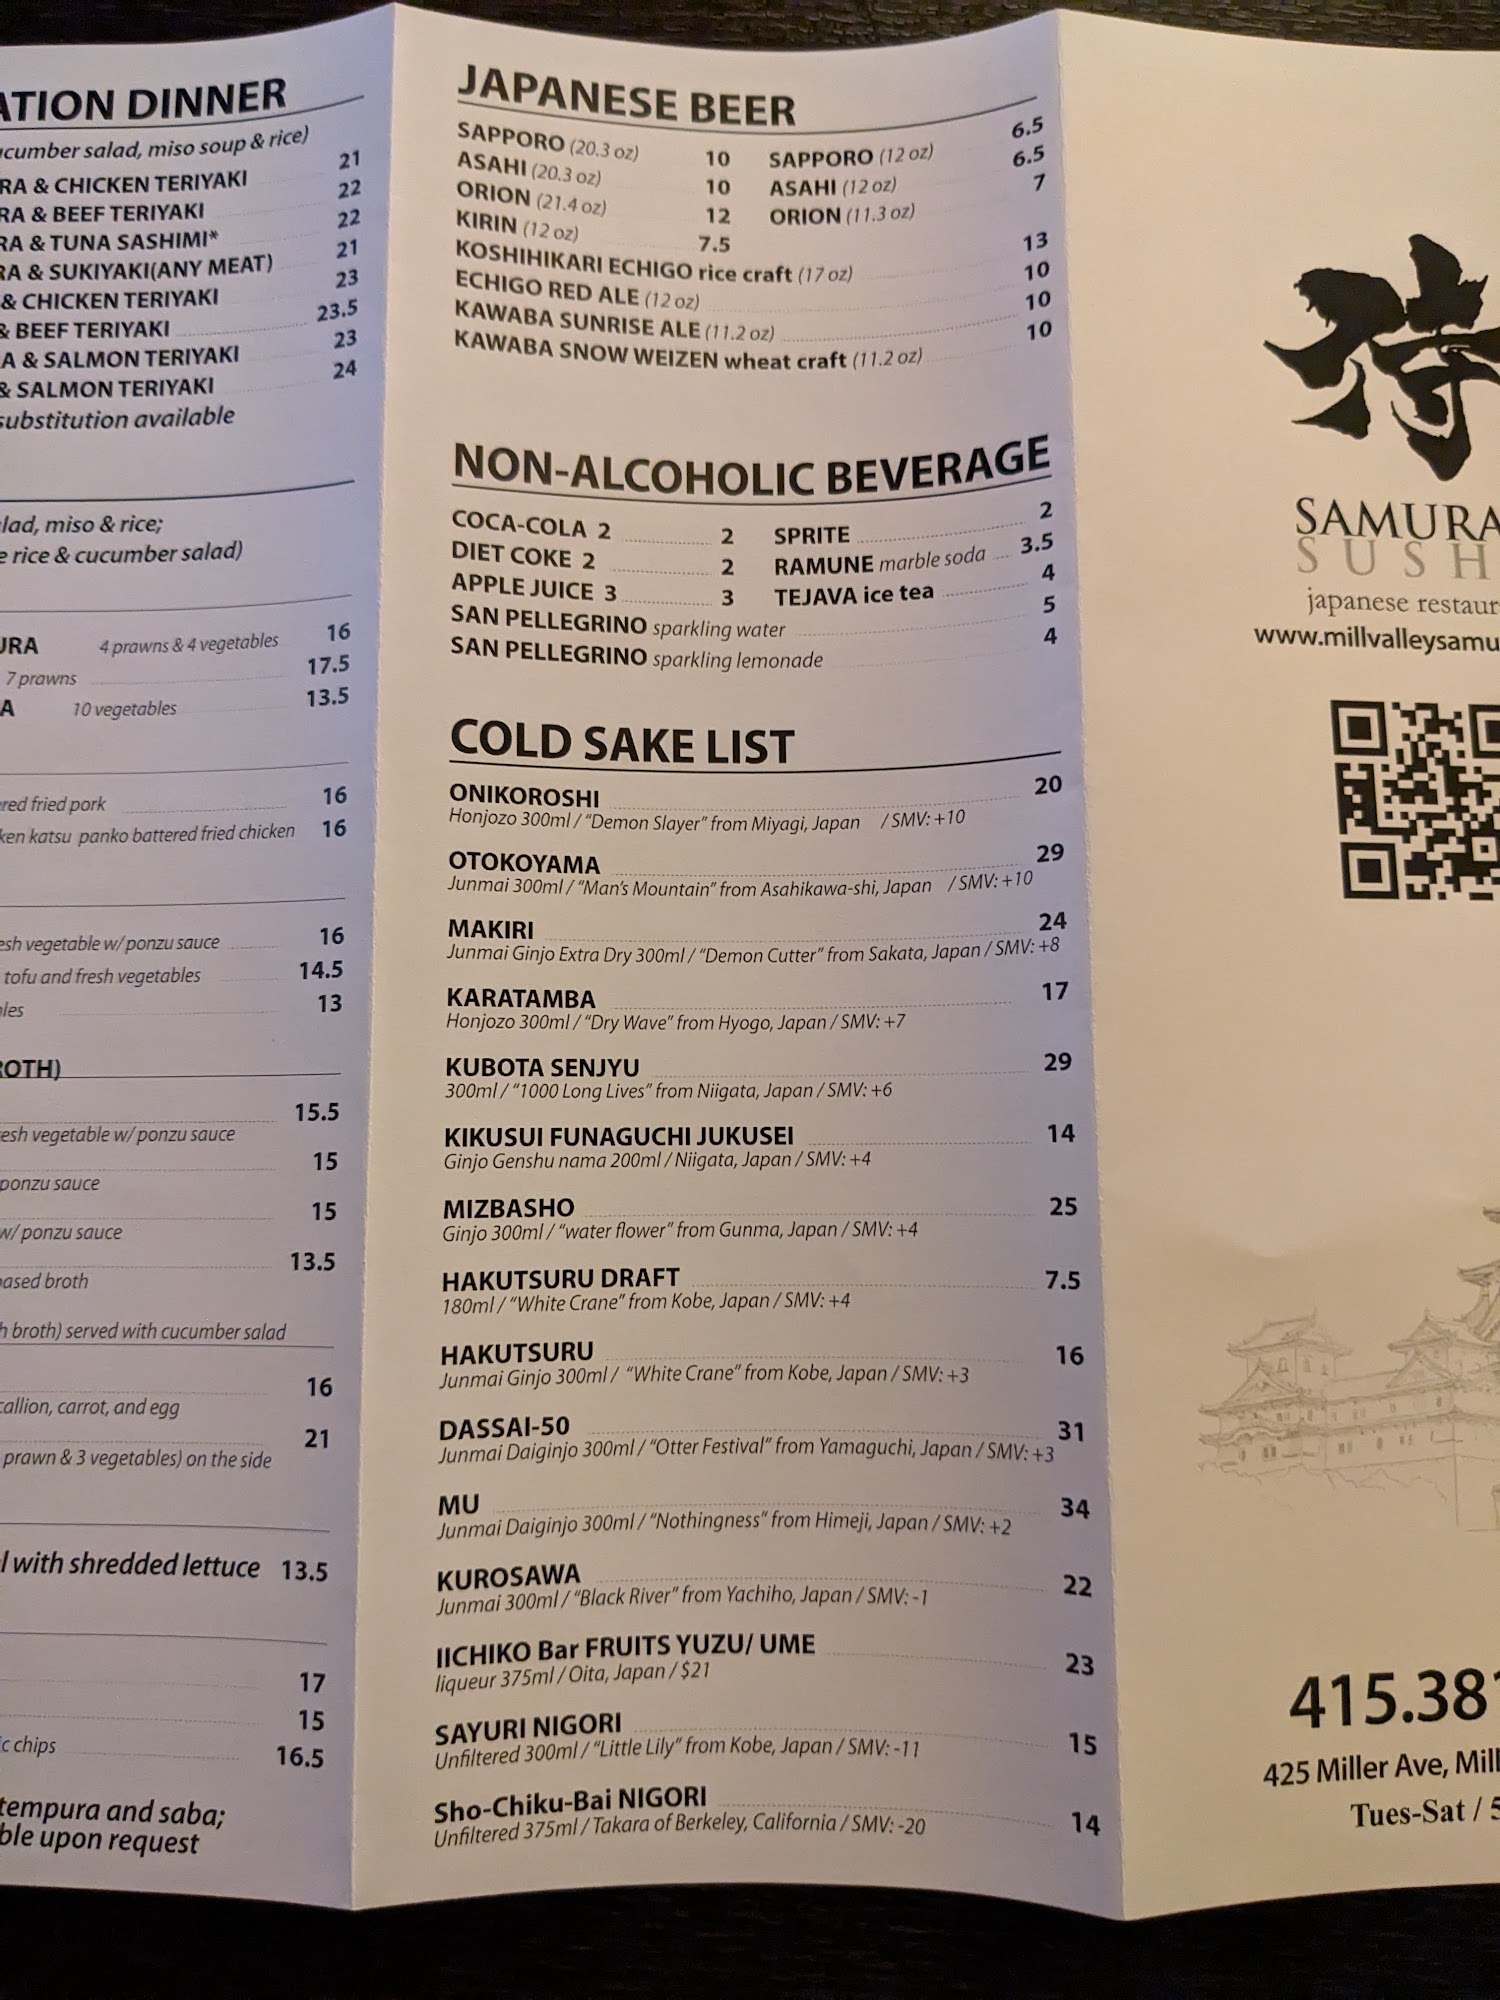 ATION DINNER
cucumber salad, miso soup & rice)
RA & CHICKEN TERIYAKI 21
RA & BEEF TERIYAKI 22
RA & TUNA SASHIMI* 22
RA & SUKIYAKI(ANY MEAT) 21
& CHICKEN TERIYAKI 23
& BEEF TERIYAKI 23.5
A & SALMON TERIYAKI 23
& SALMON TERIYAKI 24
substitution available
lad, miso & rice;
e rice & cucumber salad)
URA 4 prawns & 4 vegetables 16
7 prawns 17.5
A 10 vegetables 13.5
red fried pork 16
ken katsu panko battered fried chicken 16
esh vegetable w/ ponzu sauce 16
tofu and fresh vegetables 14.5
les 13
ROTH)
15.5
resh vegetable w/ ponzu sauce
15
ponzu sauce
15
w/ ponzu sauce
13.5
based broth
h broth) served with cucumber salad
16
callion, carrot, and egg
21
prawn & 3 vegetables) on the side
l with shredded lettuce 13.5
17
15
c chips 16.5
tempura and saba;
ble upon request
JAPANESE BEER
SAPPORO (20.3 oz) 10 SAPPORO (12 oz) 6.5
ASAHI (20.3 oz) 10 ASAHI (12 oz) 6.5
ORION (21.4 oz) 12 ORION (11.3 oz) 7
KIRIN (12 oz) 7.5
KOSHIHIKARI ECHIGO rice craft (17 oz) 13
ECHIGO RED ALE (12 oz) 10
KAWABA SUNRISE ALE (11.2 oz) 10
KAWABA SNOW WEIZEN wheat craft (11.2 oz) 10
NON-ALCOHOLIC BEVERAGE
COCA-COLA 2 2 SPRITE 2
DIET COKE 2 2 RAMUNE marble soda 3.5
APPLE JUICE 3 3 TEJAVA ice tea 4
SAN PELLEGRINO sparkling water 5
SAN PELLEGRINO sparkling lemonade 4
COLD SAKE LIST
ONIKOROSHI 20
Honjozo 300ml / "Demon Slayer" from Miyagi, Japan / SMV: +10
OTOKOYAMA 29
Junmai 300ml / "Man's Mountain" from Asahikawa-shi, Japan / SMV: +10
MAKIRI 24
Junmai Ginjo Extra Dry 300ml / "Demon Cutter" from Sakata, Japan / SMV: +8
KARATAMBA 17
Honjozo 300ml / "Dry Wave" from Hyogo, Japan / SMV: +7
KUBOTA SENJYU 29
300ml / "1000 Long Lives" from Niigata, Japan / SMV: +6
KIKUSUI FUNAGUCHI JUKUSEI 14
Ginjo Genshu nama 200ml / Niigata, Japan / SMV: +4
MIZBASHO 25
Ginjo 300ml / "water flower" from Gunma, Japan / SMV: +4
HAKUTSURU DRAFT 7.5
180ml / "White Crane" from Kobe, Japan / SMV: +4
HAKUTSURU 16
Junmai Ginjo 300ml / "White Crane" from Kobe, Japan / SMV: +3
DASSAI-50 31
Junmai Daiginjo 300ml / "Otter Festival" from Yamaguchi, Japan / SMV: +3
MU 34
Junmai Daiginjo 300ml / "Nothingness" from Himeji, Japan / SMV: +2
KUROSAWA 22
Junmai 300ml / "Black River" from Yachiho, Japan / SMV: -1
IICHIKO Bar FRUITS YUZU/ UME 23
liqueur 375ml / Oita, Japan / $21
SAYURI NIGORI 15
Unfiltered 300ml / "Little Lily" from Kobe, Japan / SMV: -11
Sho-Chiku-Bai NIGORI 14
Unfiltered 375ml / Takara of Berkeley, California / SMV: -20
侍
SAMURA
SUSH
japanese restaur
www.millvalleysamu
415.381
425 Miller Ave, Mill
Tues-Sat / 5